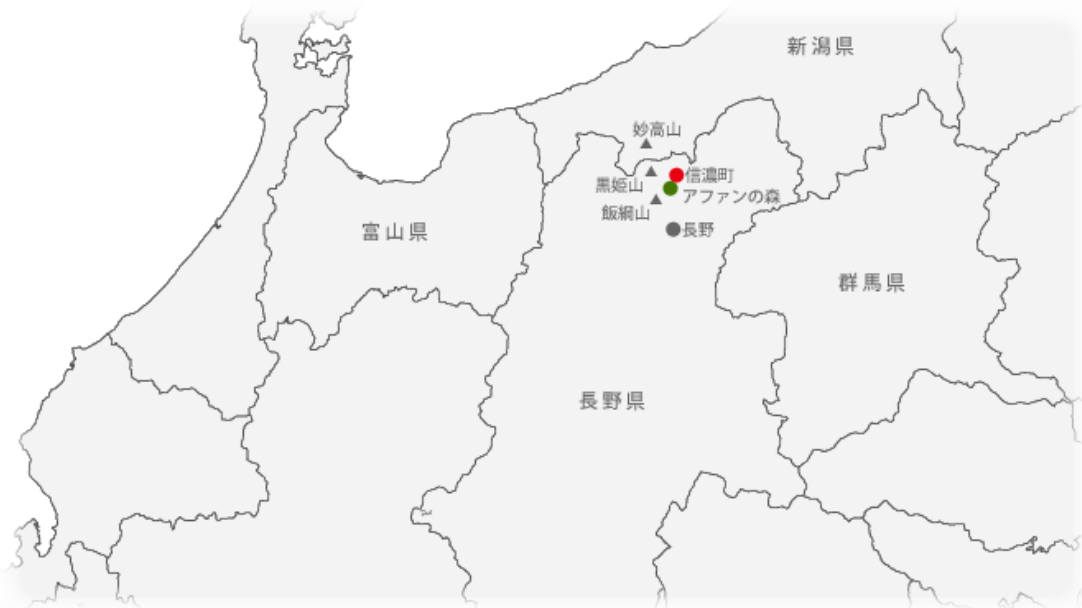 新潟県
妙高山
信濃町
黒姫山
アファンの森
飯綱山
長野
富山県
群馬県
長野県